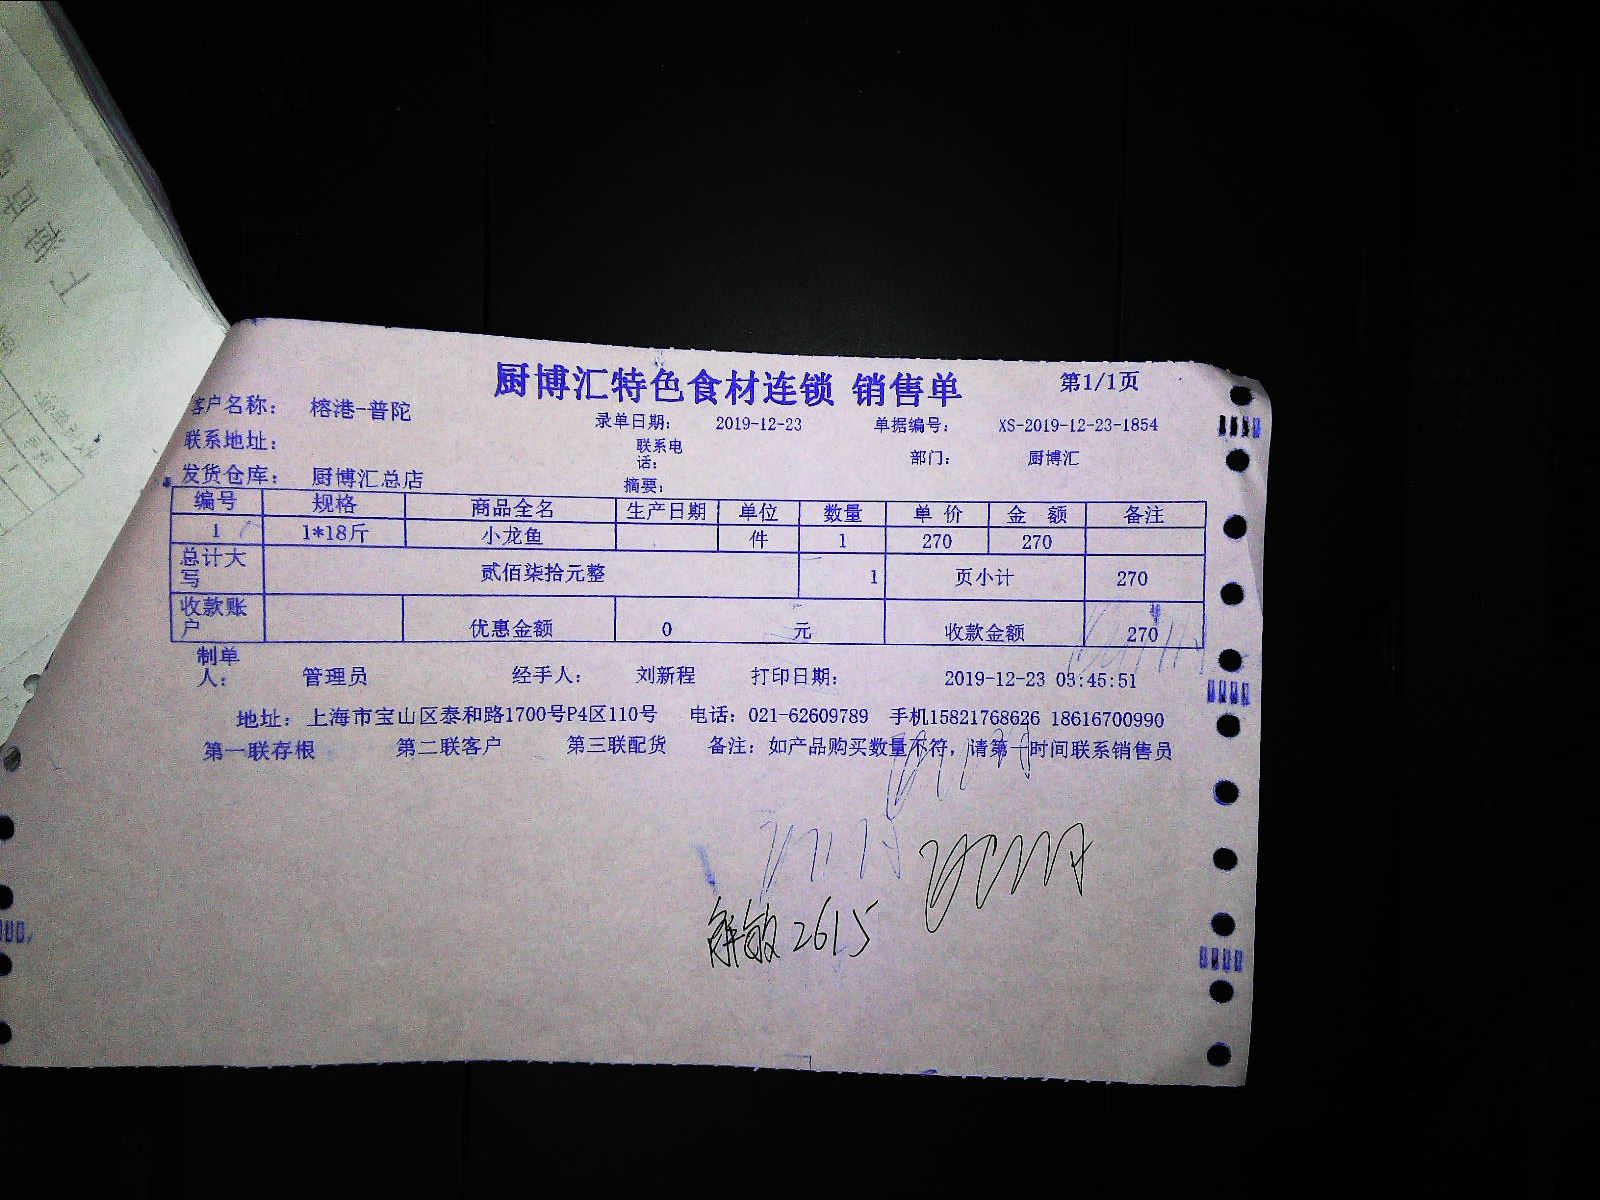 厨博汇特色食材连锁 销售单 第1/1页
客户名称： 榕港-普陀 录单日期： 2019-12-23 单据编号： XS-2019-12-23-1854
联系地址： 联系电话： 部门： 厨博汇
发货仓库： 厨博汇总店 摘要：
编号 规格 商品全名 生产日期 单位 数量 单 价 金 额 备注
1 1*18斤 小龙鱼 件 1 270 270
总计大写 贰佰柒拾元整 1 页小计 270
收款账户 优惠金额 0 元 收款金额 270
制单人： 管理员 经手人： 刘新程 打印日期： 2019-12-23 03:45:51
地址：上海市宝山区泰和路1700号P4区110号 电话：021-62609789 手机15821768626 18616700990
第一联存根 第二联客户 第三联配货 备注：如产品购买数量不符，请第一时间联系销售员
2615